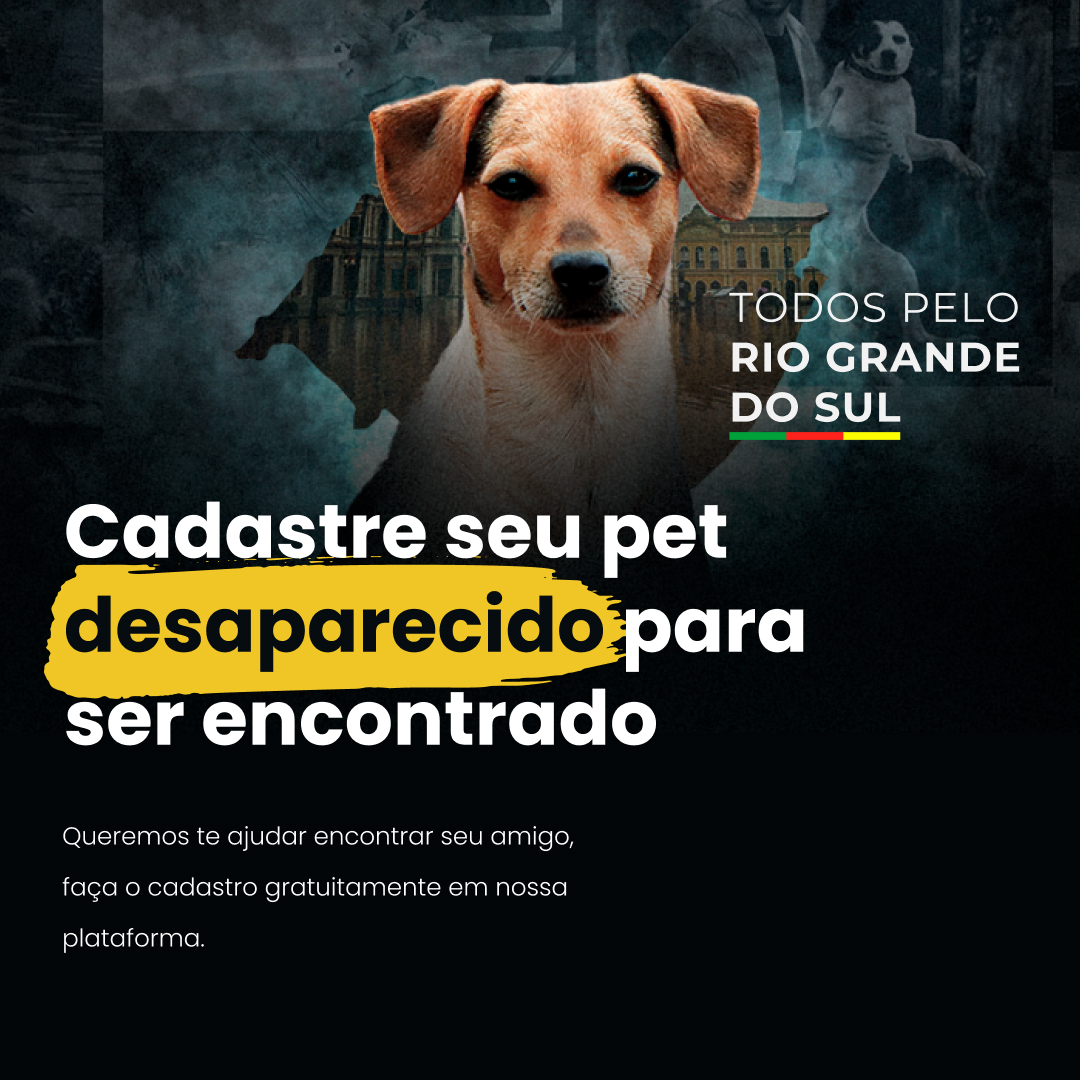 TODOS PELO
RIO GRANDE
DO SUL
Cadastre seu pet
desaparecido para
ser encontrado
Queremos te ajudar encontrar seu amigo,
faça o cadastro gratuitamente em nossa
plataforma.